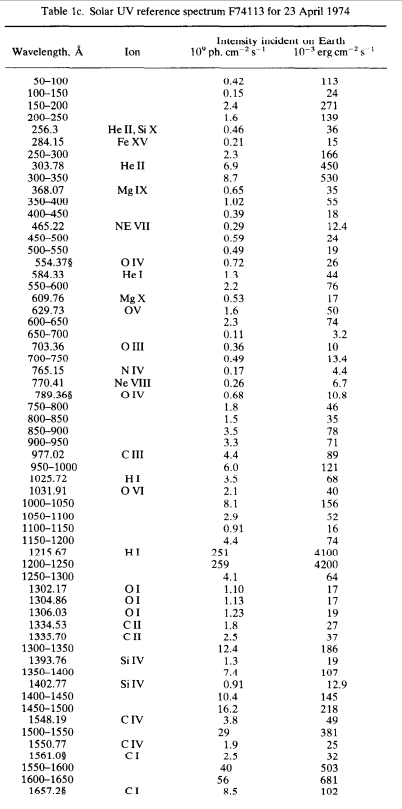 Table 1c. Solar UV reference spectrum F74113 for 23 April 1974
Intensity incident on Earth
Wavelength, Å Ion 10⁹ ph. cm⁻² s⁻¹ 10⁻³ erg cm⁻² s⁻¹
50–100 0.42 113
100–150 0.15 24
150–200 2.4 271
200–250 1.6 139
256.3 He II, Si X 0.46 36
284.15 Fe XV 0.21 15
250–300 2.3 166
303.78 He II 6.9 450
300–350 8.7 530
368.07 Mg IX 0.65 35
350–400 1.02 55
400–450 0.39 18
465.22 NE VII 0.29 12.4
450–500 0.59 24
500–550 0.49 19
554.37§ O IV 0.72 26
584.33 He I 1.3 44
550–600 2.2 76
609.76 Mg X 0.53 17
629.73 OV 1.6 50
600–650 2.3 74
650–700 0.11 3.2
703.36 O III 0.36 10
700–750 0.49 13.4
765.15 N IV 0.17 4.4
770.41 Ne VIII 0.26 6.7
789.36§ O IV 0.68 10.8
750–800 1.8 46
800–850 1.5 35
850–900 3.5 78
900–950 3.3 71
977.02 C III 4.4 89
950–1000 6.0 121
1025.72 H I 3.5 68
1031.91 O VI 2.1 40
1000–1050 8.1 156
1050–1100 2.9 52
1100–1150 0.91 16
1150–1200 4.4 74
1215.67 H I 251 4100
1200–1250 259 4200
1250–1300 4.1 64
1302.17 O I 1.10 17
1304.86 O I 1.13 17
1306.03 O I 1.23 19
1334.53 C II 1.8 27
1335.70 C II 2.5 37
1300–1350 12.4 186
1393.76 Si IV 1.3 19
1350–1400 7.4 107
1402.77 Si IV 0.91 12.9
1400–1450 10.4 145
1450–1500 16.2 218
1548.19 C IV 3.8 49
1500–1550 29 381
1550.77 C IV 1.9 25
1561.0§ C I 2.5 32
1550–1600 40 503
1600–1650 56 681
1657.2§ C I 8.5 102